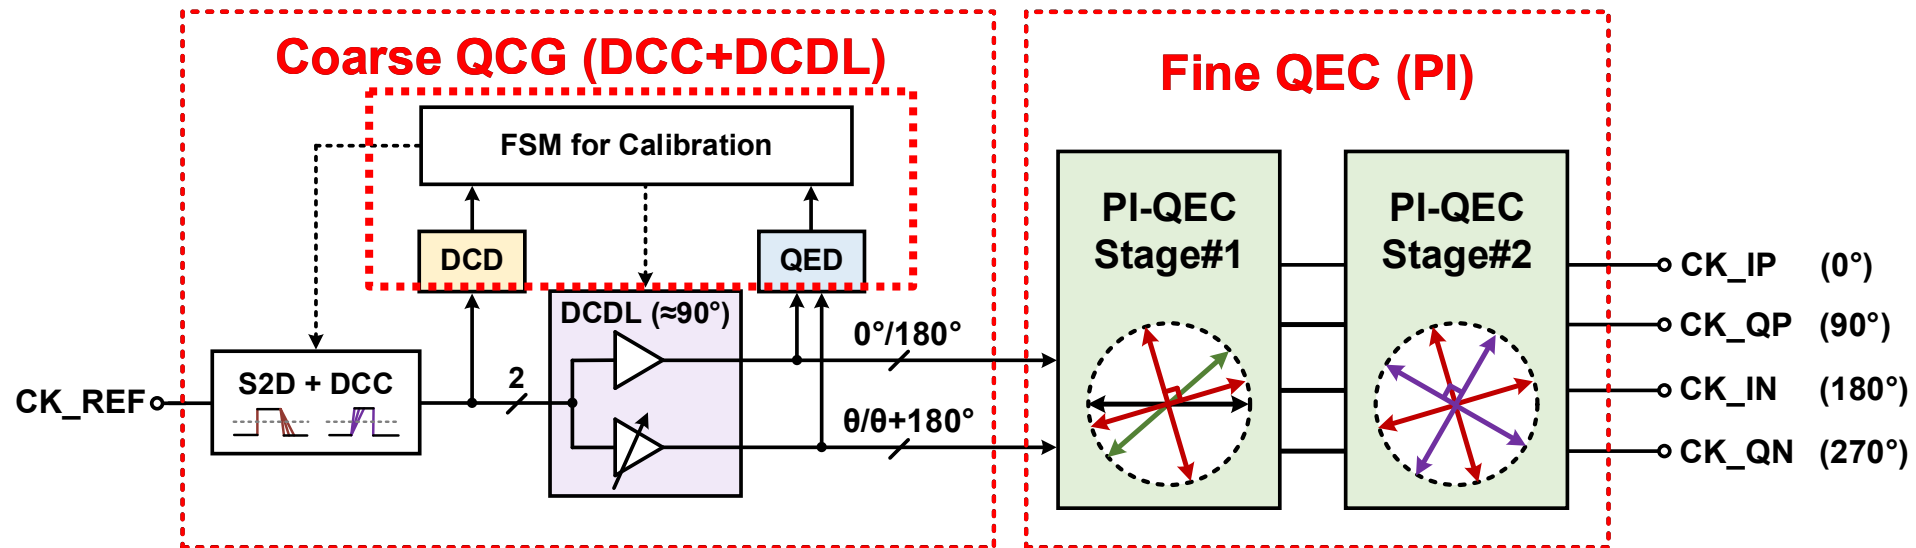 Coarse QCG (DCC+DCDL)
Fine QEC (PI)
FSM for Calibration
DCD
QED
DCDL (≈90°)
S2D + DCC
CK_REF
2
0°/180°
θ/θ+180°
PI-QEC
Stage#1
PI-QEC
Stage#2
CK_IP (0°)
CK_QP (90°)
CK_IN (180°)
CK_QN (270°)